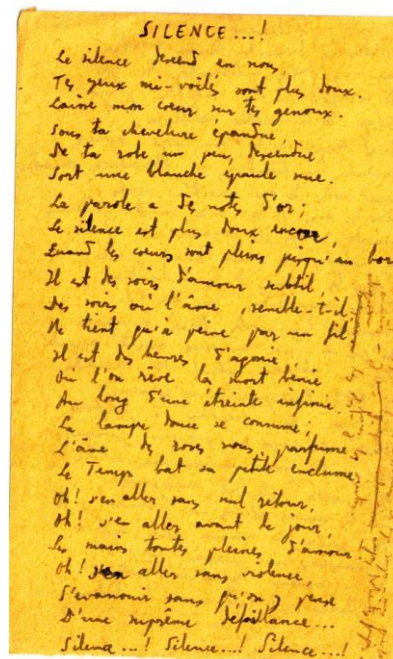 SILENCE...!
Le silence descend en nous,
Tes yeux mi-voilés sont plus doux.
Laisse mon coeur sur tes genoux.
Sous ta chevelure épandue
De ta robe un peu, descendue
Sort une blanche épaule nue.
La parole a des notes d'or;
Le silence est plus doux encor,
Quand les coeurs sont pleins jusqu'au bor
Il est des soirs d'amour subtil,
Des soirs où l'âme, semble-t-il,
Ne tient qu'à peine par un fil;
Il est des heures d'agonie
Où l'on rêve la mort bénie
Au long d'une étreinte infinie.
La lampe douce se consume;
L'âme des roses nous parfume
Le Temps bat sa petite enclume.
Oh! s'en aller sans nul retour,
Oh! s'en aller avant le jour,
Les mains toutes pleines d'amour!
Oh! s'en aller sans violence,
S'évanouir sans qu'on y pense
D'une suprême défaillance...
Silence...! Silence...! Silence...!